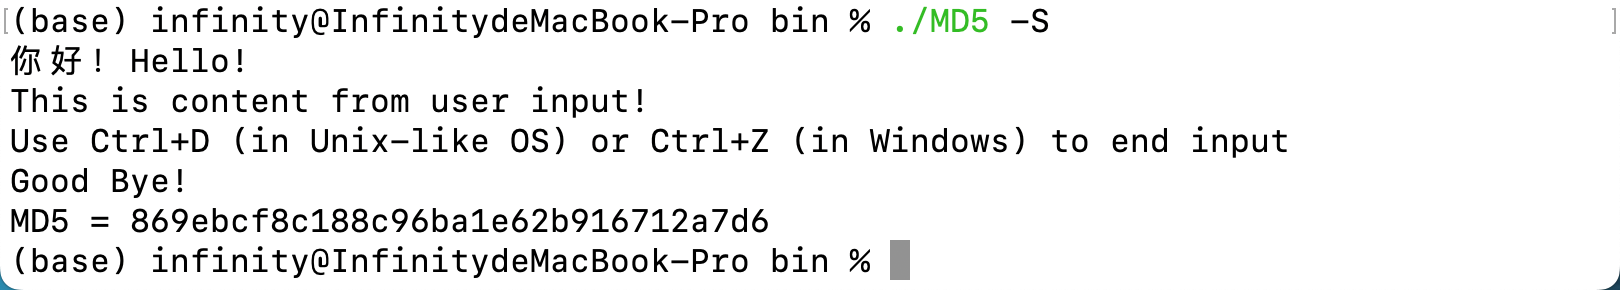 (base) infinity@InfinitydeMacBook-Pro bin % ./MD5 -S
你好！Hello!
This is content from user input!
Use Ctrl+D (in Unix-like OS) or Ctrl+Z (in Windows) to end input
Good Bye!
MD5 = 869ebcf8c188c96ba1e62b916712a7d6
(base) infinity@InfinitydeMacBook-Pro bin %